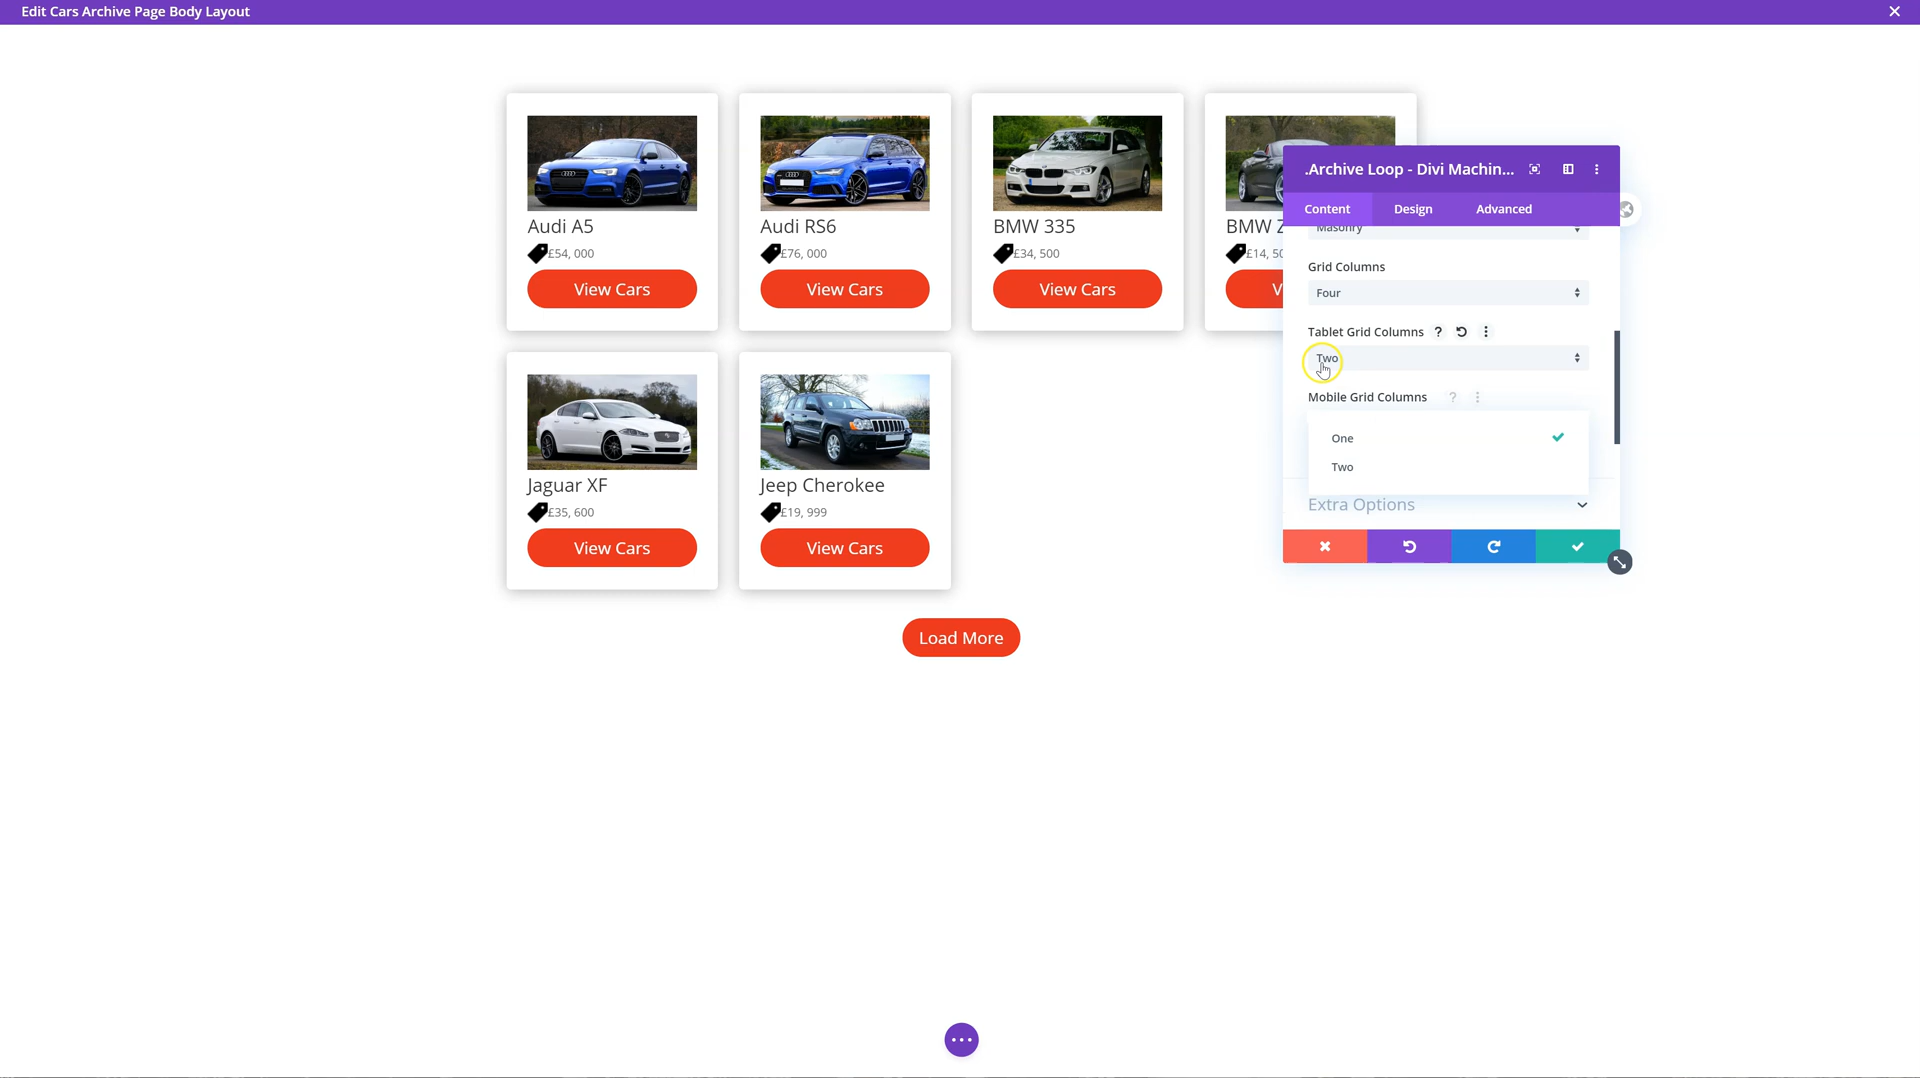 Edit Cars Archive Page Body Layout
Audi A5
£54, 000
View Cars
Audi RS6
£76, 000
View Cars
BMW 335
£34, 500
View Cars
BMW Z
£14, 50
V
Jaguar XF
£35, 600
View Cars
Jeep Cherokee
£19, 999
View Cars
Load More
.Archive Loop - Divi Machin...
Content
Design
Advanced
Masonry
Grid Columns
Four
Tablet Grid Columns ?
Two
Mobile Grid Columns ?
One
Two
Extra Options